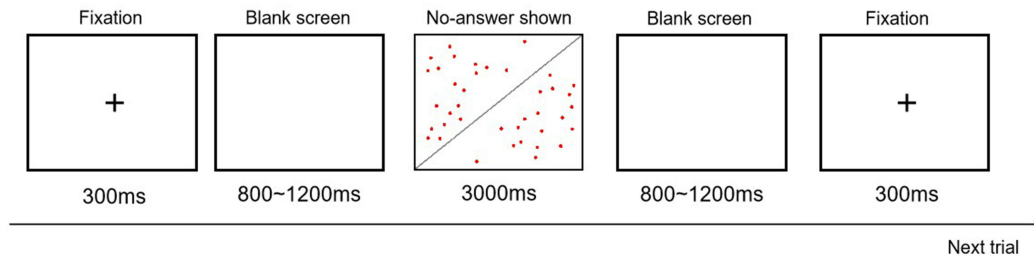 Fixation
Blank screen
No-answer shown
Blank screen
Fixation
+
+
300ms
800~1200ms
3000ms
800~1200ms
300ms
Next trial